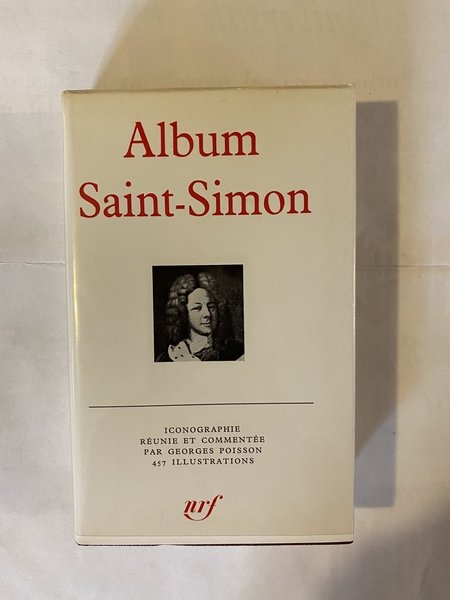 Album
Saint-Simon
ICONOGRAPHIE
RÉUNIE ET COMMENTÉE
PAR GEORGES POISSON
457 ILLUSTRATIONS
nrf